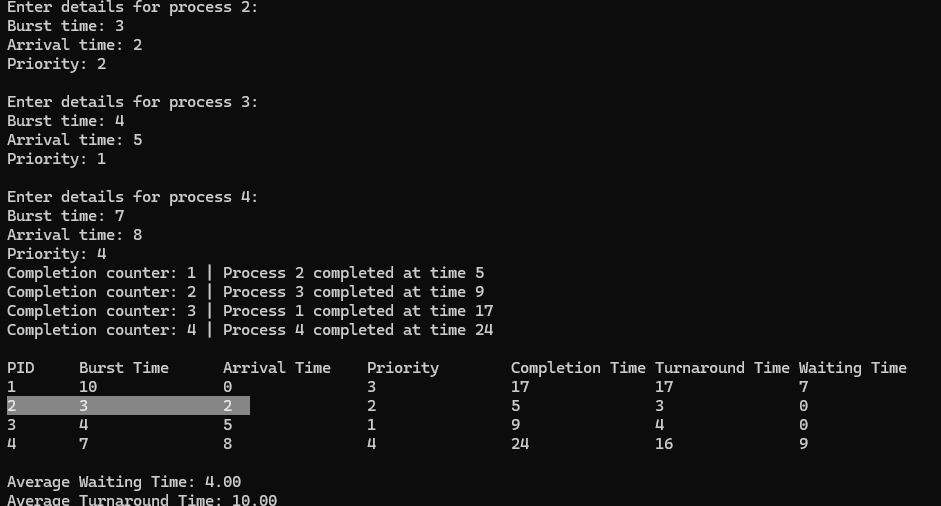 Enter details for process 2:
Burst time: 3
Arrival time: 2
Priority: 2
Enter details for process 3:
Burst time: 4
Arrival time: 5
Priority: 1
Enter details for process 4:
Burst time: 7
Arrival time: 8
Priority: 4
Completion counter: 1 | Process 2 completed at time 5
Completion counter: 2 | Process 3 completed at time 9
Completion counter: 3 | Process 1 completed at time 17
Completion counter: 4 | Process 4 completed at time 24
PID Burst Time Arrival Time Priority Completion Time Turnaround Time Waiting Time
1 10 0 3 17 17 7
2 3 2 2 5 3 0
3 4 5 1 9 4 0
4 7 8 4 24 16 9
Average Waiting Time: 4.00
Average Turnaround Time: 10.00